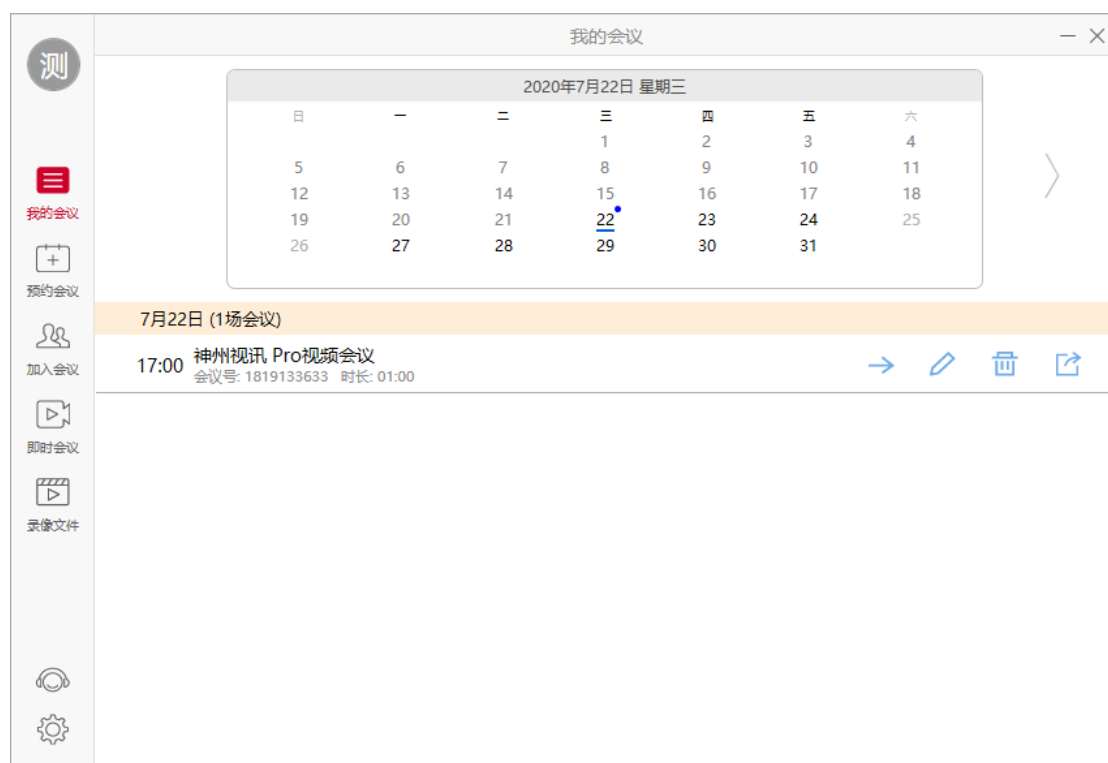 我的会议
测
2020年7月22日 星期三
日 一 二 三 四 五 六
1 2 3 4
5 6 7 8 9 10 11
12 13 14 15 16 17 18
19 20 21 22 23 24 25
26 27 28 29 30 31
我的会议
预约会议
加入会议
即时会议
录像文件
7月22日 (1场会议)
17:00 神州视讯 Pro视频会议
会议号: 1819133633 时长: 01:00